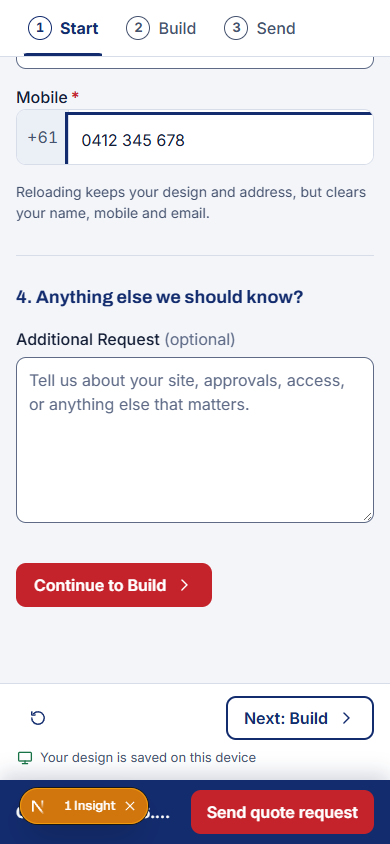 1 Start 2 Build 3 Send
Mobile *
+61 0412 345 678
Reloading keeps your design and address, but clears
your name, mobile and email.
4. Anything else we should know?
Additional Request (optional)
Tell us about your site, approvals, access,
or anything else that matters.
Continue to Build
Next: Build
Your design is saved on this device
N 1 Insight
Send quote request